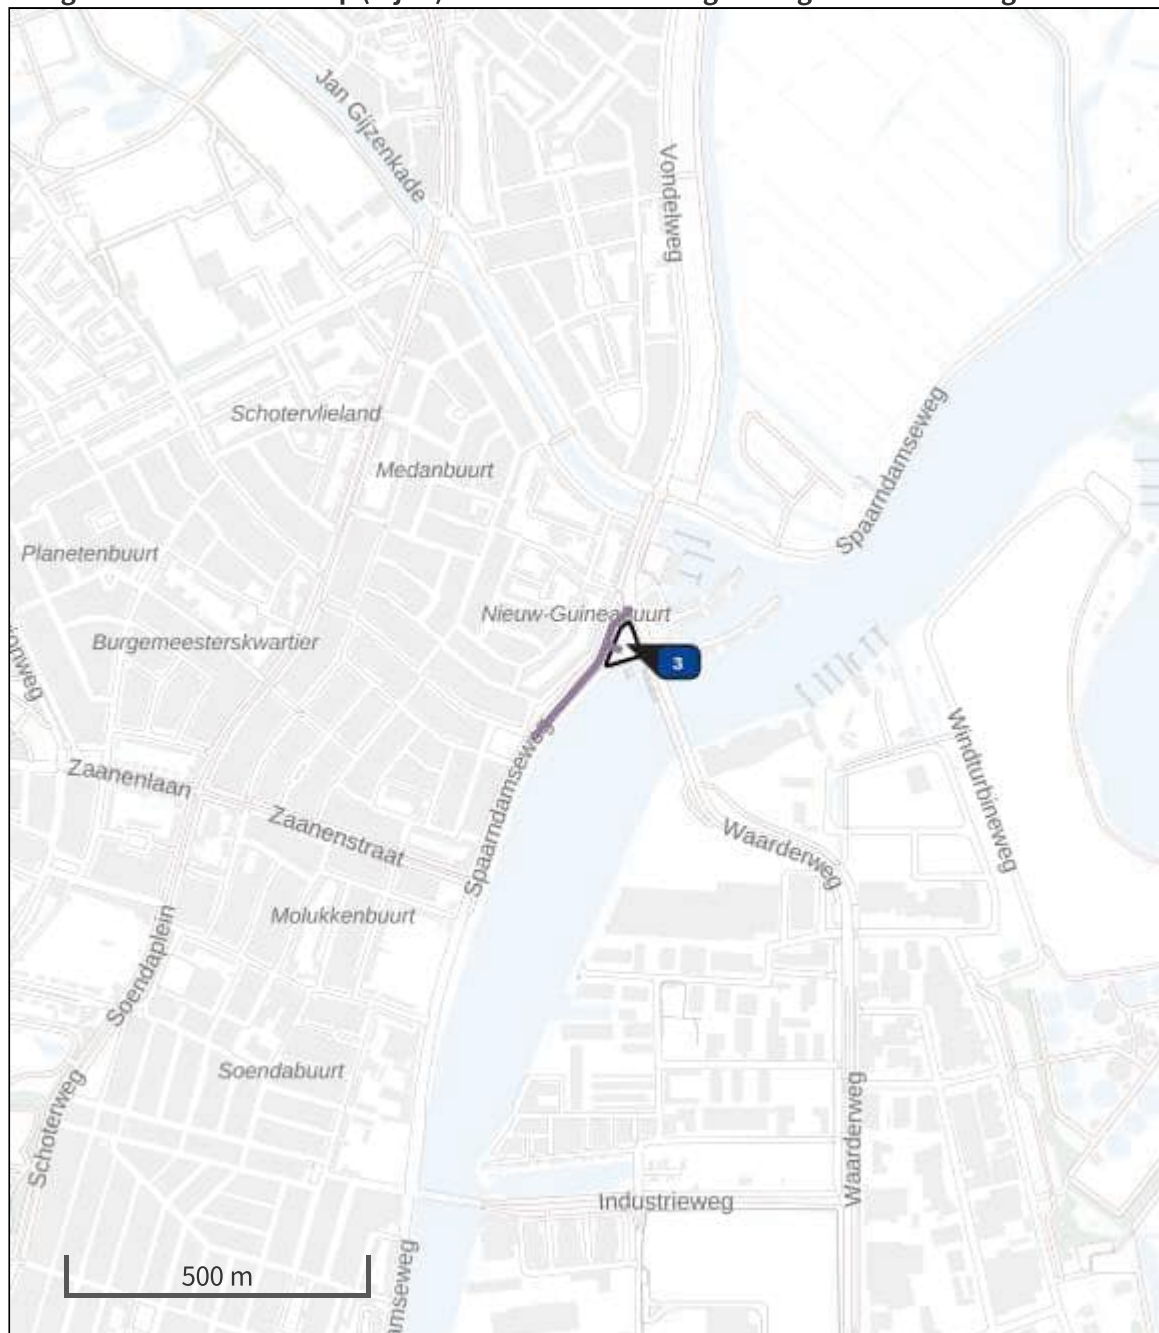 Jan Gijzenkade
Vondelweg
Schotervlieland
Medanbuurt
Spaarndamseweg
Planetenbuurt
Nieuw-Guineabuurt
Burgemeesterskwartier
3
Zaanenlaan
Zaanenstraat
Spaarndamseweg
Windturbineweg
Waarderweg
Molukkenbuurt
Soendaplein
Soendabuurt
Schoterweg
Waarderweg
Industrieweg
500 m